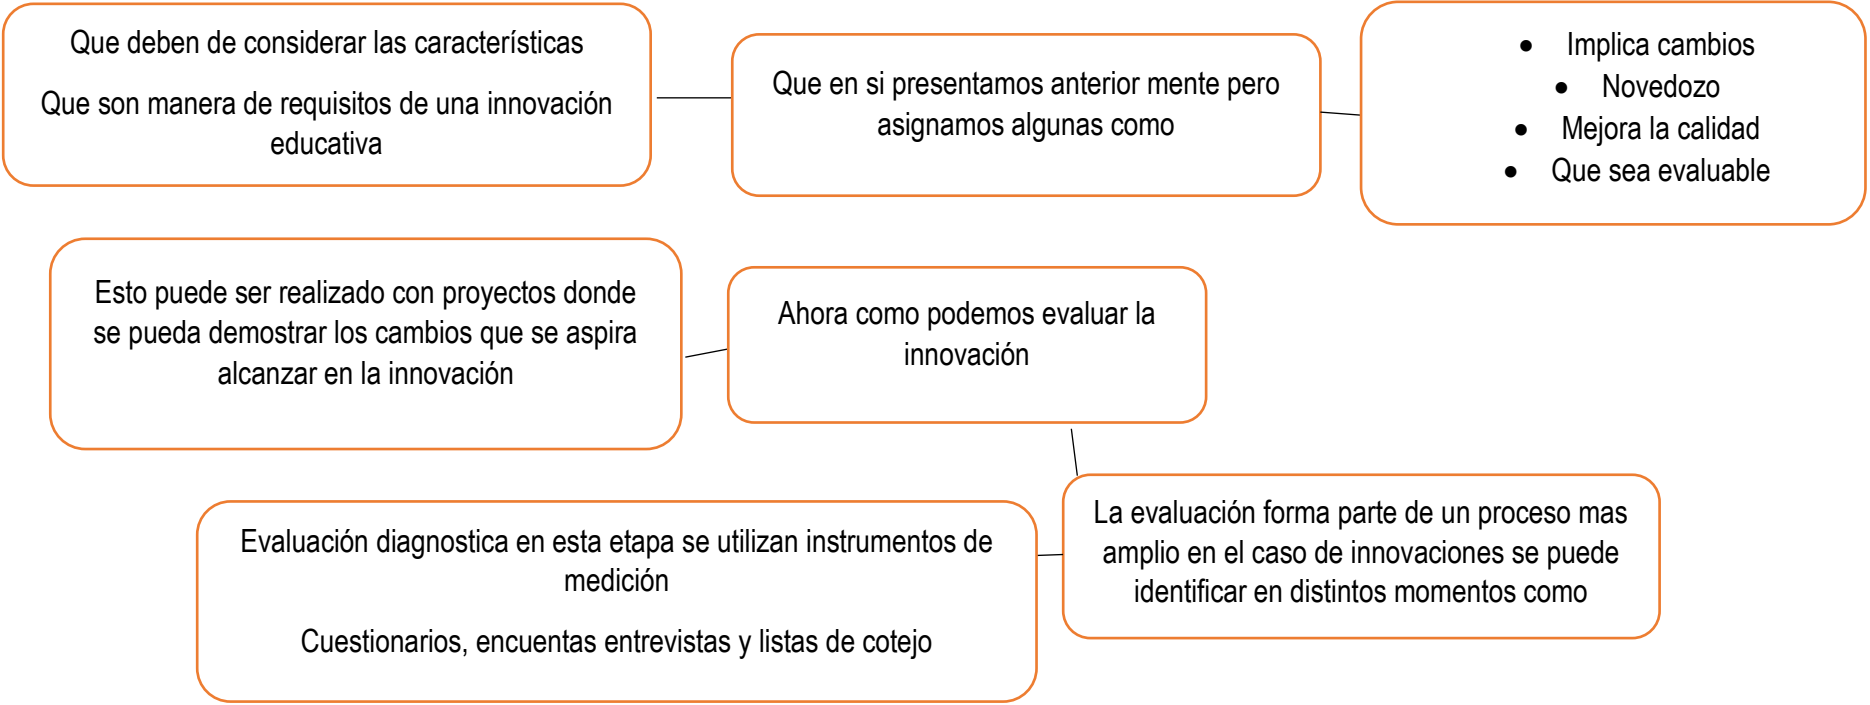 Que deben de considerar las características
Que son manera de requisitos de una innovación
educativa
Que en si presentamos anterior mente pero
asignamos algunas como
• Implica cambios
• Novedozo
• Mejora la calidad
• Que sea evaluable
Esto puede ser realizado con proyectos donde
se pueda demostrar los cambios que se aspira
alcanzar en la innovación
Ahora como podemos evaluar la
innovación
La evaluación forma parte de un proceso mas
amplio en el caso de innovaciones se puede
identificar en distintos momentos como
Evaluación diagnostica en esta etapa se utilizan instrumentos de
medición
Cuestionarios, encuentas entrevistas y listas de cotejo